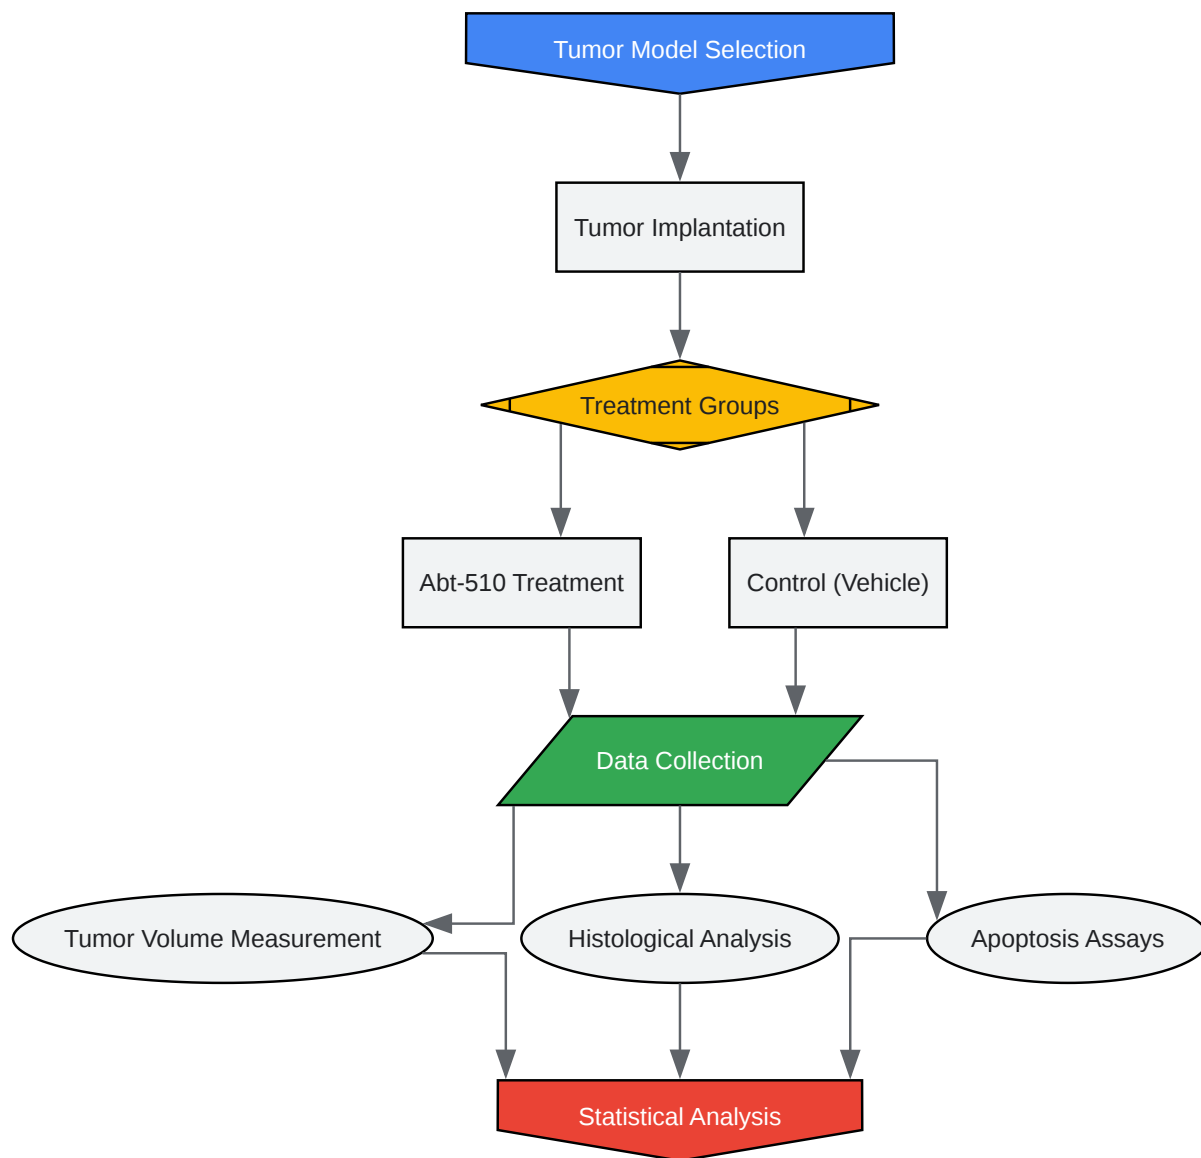 Tumor Model Selection
Tumor Implantation
Treatment Groups
Abt-510 Treatment
Control (Vehicle)
Data Collection
Tumor Volume Measurement
Histological Analysis
Apoptosis Assays
Statistical Analysis